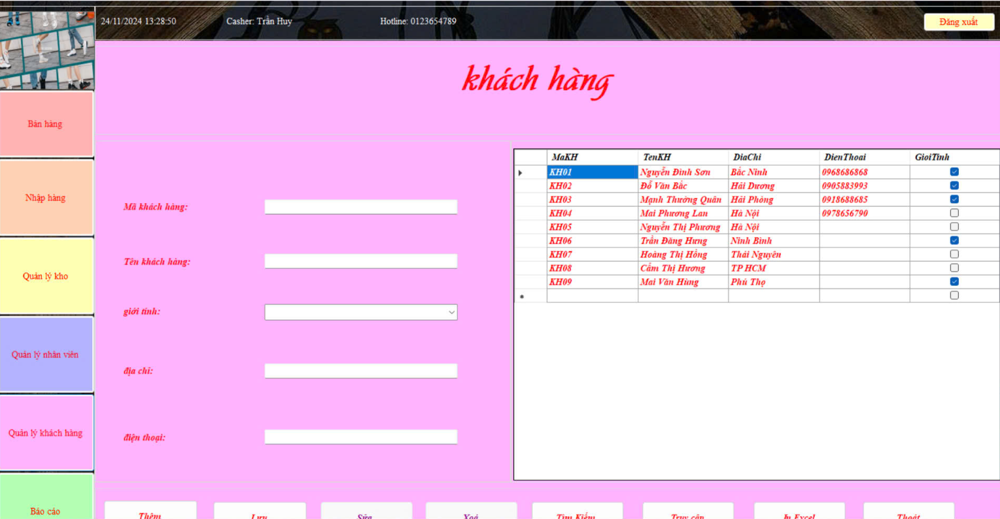 24/11/2024 13:28:50 Casher: Trần Huy Hotline: 0123654789 Đăng xuất
khách hàng
Bán hàng
Nhập hàng
Quản lý kho
Quản lý nhân viên
Quản lý khách hàng
Báo cáo
Mã khách hàng:
Tên khách hàng:
giới tính:
địa chỉ:
điện thoại:
MaKH TenKH DiaChi DienThoai GioiTinh
KH01 Nguyễn Đình Sơn Bắc Ninh 0968686868
KH02 Đỗ Văn Bắc Hải Dương 0905883993
KH03 Mạnh Thường Quân Hải Phòng 0918688685
KH04 Mai Phương Lan Hà Nội 0978656790
KH05 Nguyễn Thị Phương Hà Nội
KH06 Trần Đăng Hưng Ninh Bình
KH07 Hoàng Thị Hồng Thái Nguyên
KH08 Cẩm Thị Hương TP HCM
KH09 Mai Văn Hùng Phú Thọ
Thêm Lưu Sửa Xoá Tìm Kiếm Truy cập In Excel Thoát